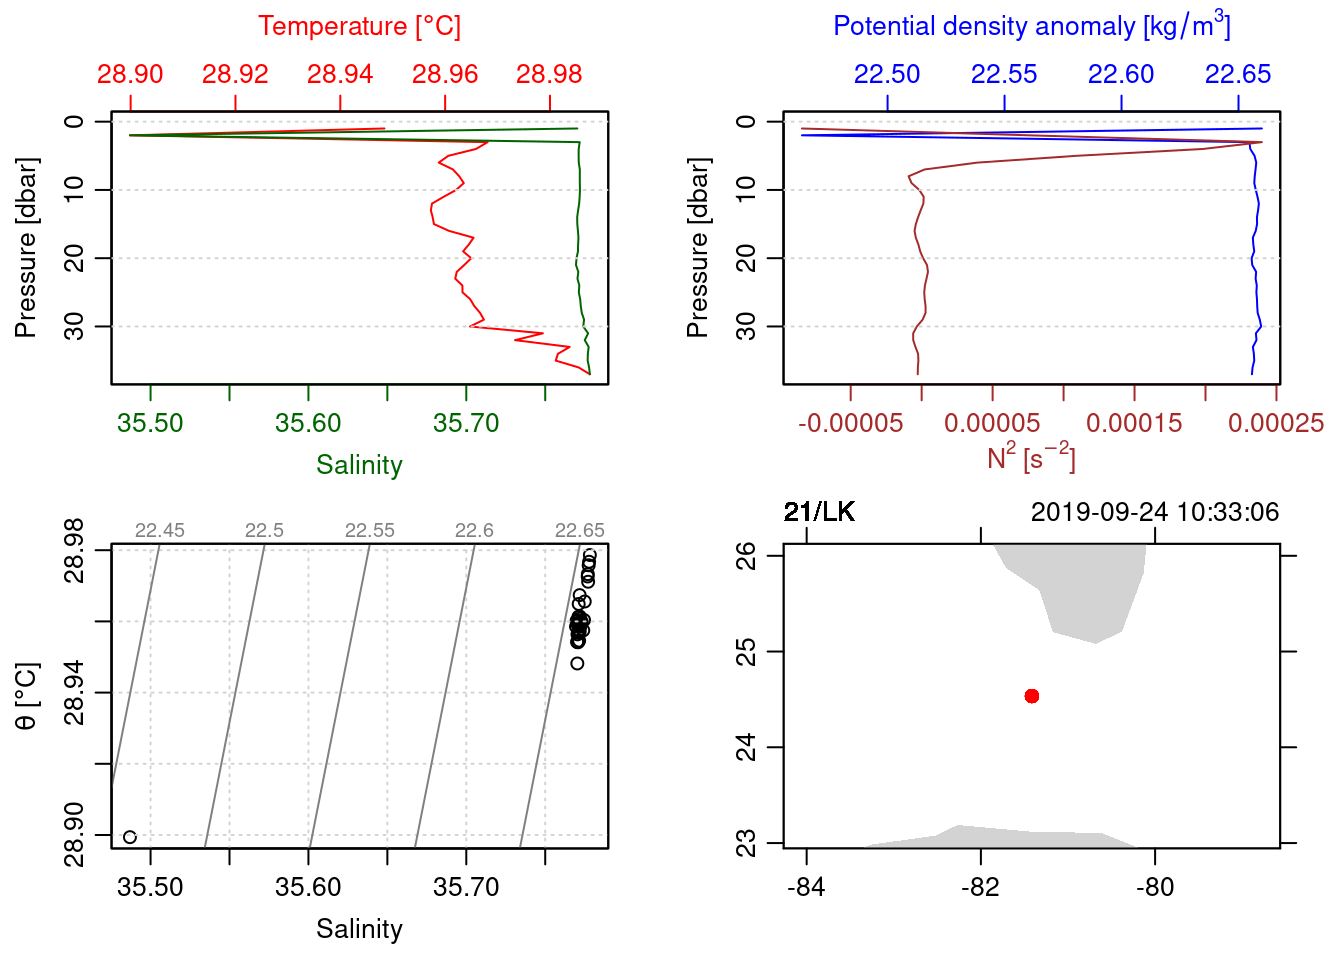 Temperature [°C]
28.90 28.92 28.94 28.96 28.98
Pressure [dbar]
0
10
20
30
35.50 35.60 35.70
Salinity
Potential density anomaly [kg/m³]
22.50 22.55 22.60 22.65
Pressure [dbar]
0
10
20
30
-0.00005 0.00005 0.00015 0.00025
N² [s⁻²]
22.45 22.5 22.55 22.6 22.65
θ [°C]
28.98
28.94
28.90
35.50 35.60 35.70
Salinity
21/LK 2019-09-24 10:33:06
26
25
24
23
-84 -82 -80